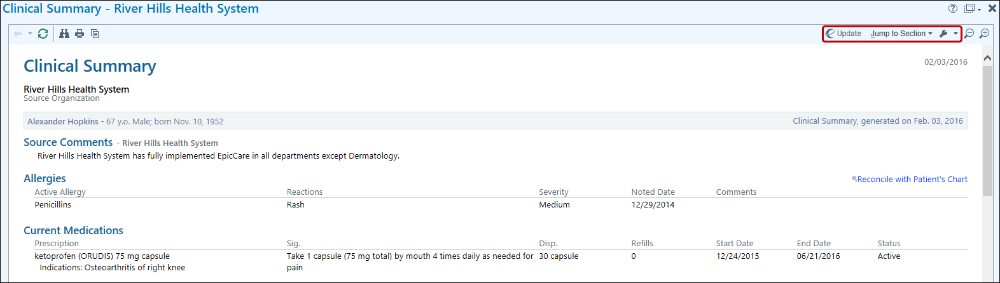 Clinical Summary - River Hills Health System
Update Jump to Section
Clinical Summary 02/03/2016
River Hills Health System
Source Organization
Alexander Hopkins - 67 y.o. Male; born Nov. 10, 1952 Clinical Summary, generated on Feb. 03, 2016
Source Comments - River Hills Health System
River Hills Health System has fully implemented EpicCare in all departments except Dermatology.
Allergies Reconcile with Patient's Chart
Active Allergy Reactions Severity Noted Date Comments
Penicillins Rash Medium 12/29/2014
Current Medications
Prescription Sig. Disp. Refills Start Date End Date Status
ketoprofen (ORUDIS) 75 mg capsule Take 1 capsule (75 mg total) by mouth 4 times daily as needed for 30 capsule 0 12/24/2015 06/21/2016 Active
Indications: Osteoarthritis of right knee pain